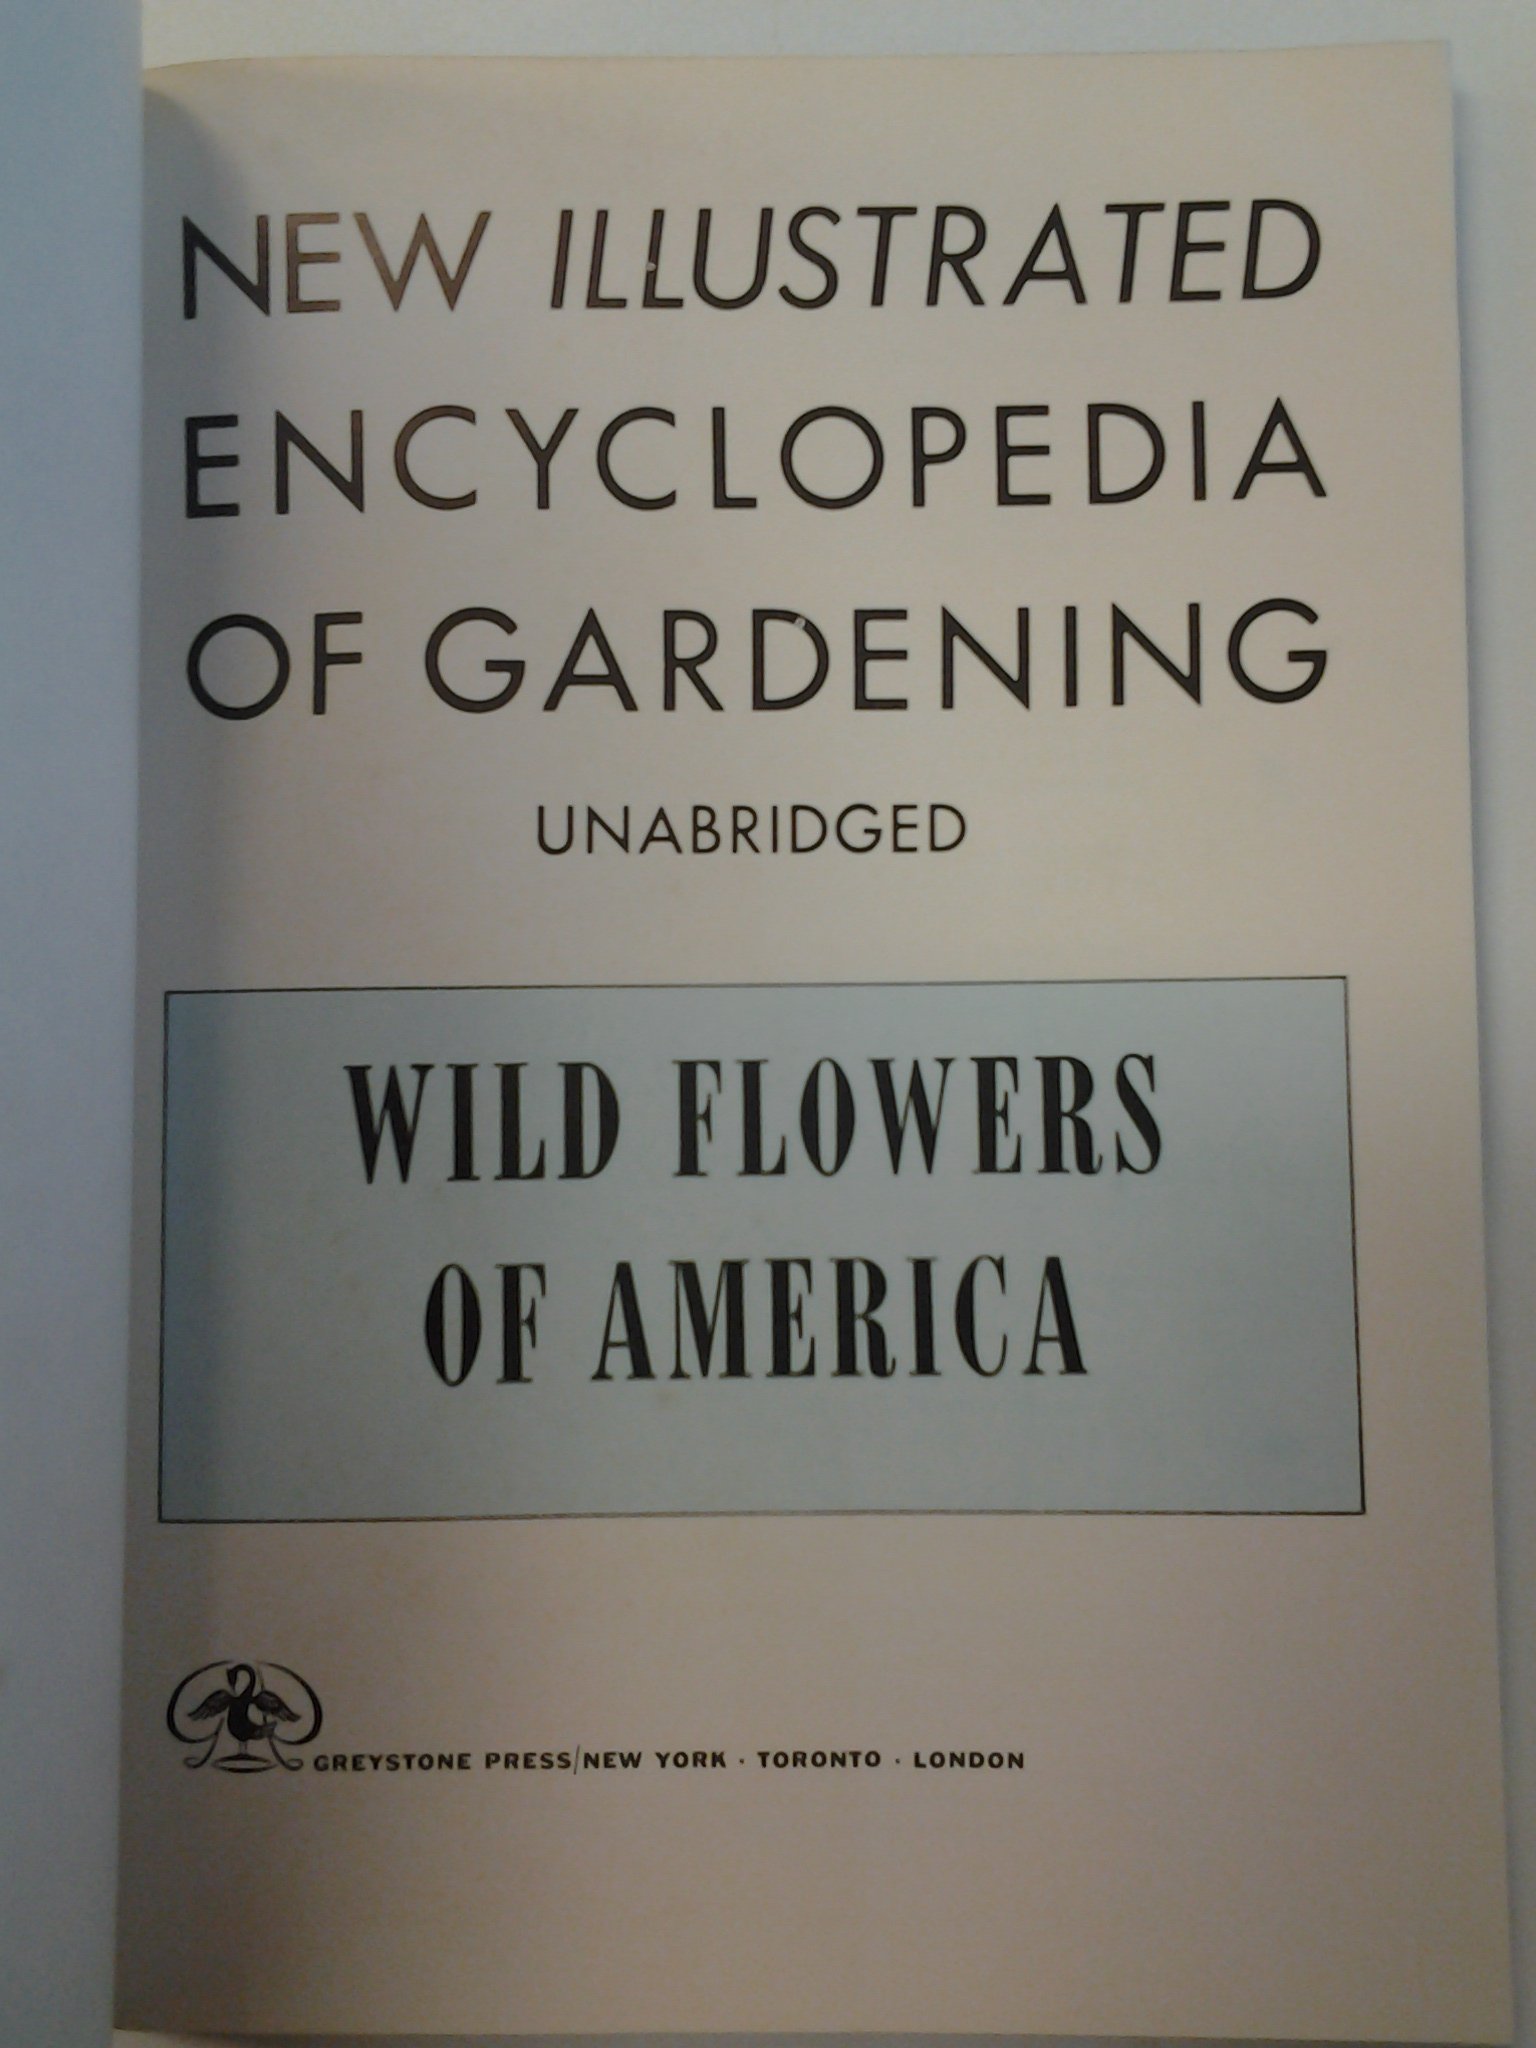 NEW ILLUSTRATED
ENCYCLOPEDIA
OF GARDENING
UNABRIDGED
WILD FLOWERS
OF AMERICA
GREYSTONE PRESS/NEW YORK · TORONTO · LONDON